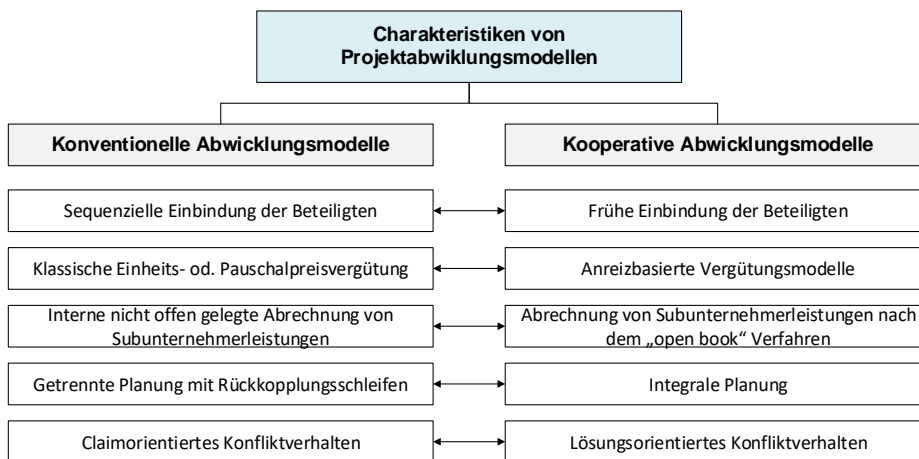 Charakteristiken von
Projektabwiklungsmodellen
Konventionelle Abwicklungsmodelle
Kooperative Abwicklungsmodelle
Sequenzielle Einbindung der Beteiligten
Frühe Einbindung der Beteiligten
Klassische Einheits- od. Pauschalpreisvergütung
Anreizbasierte Vergütungsmodelle
Interne nicht offen gelegte Abrechnung von
Subunternehmerleistungen
Abrechnung von Subunternehmerleistungen nach
dem „open book“ Verfahren
Getrennte Planung mit Rückkopplungsschleifen
Integrale Planung
Claimorientiertes Konfliktverhalten
Lösungsorientiertes Konfliktverhalten